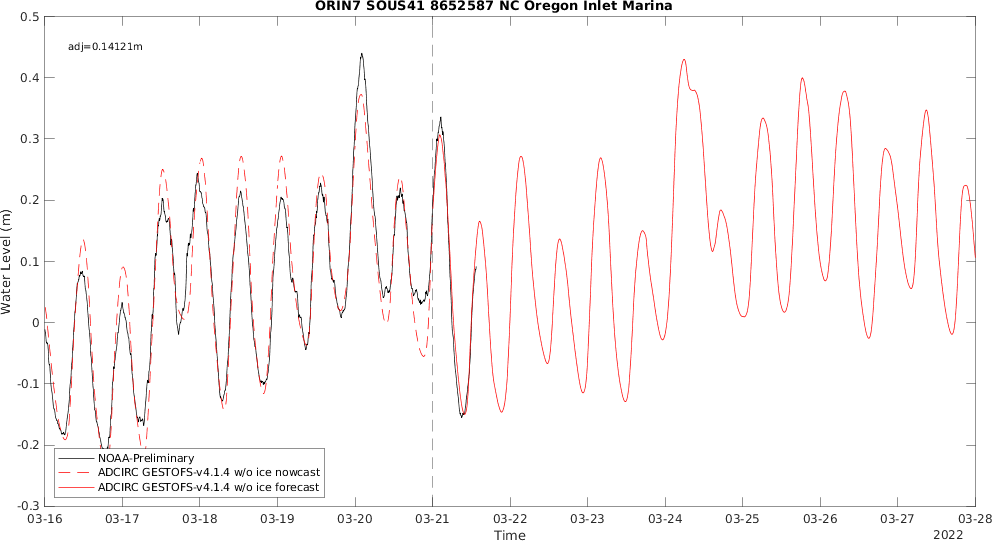 ORIN7 SOUS41 8652587 NC Oregon Inlet Marina
adj=0.14121m
0.5
0.4
0.3
0.2
0.1
0
-0.1
-0.2
-0.3
Water Level (m)
NOAA-Preliminary
ADCIRC GESTOFS-v4.1.4 w/o ice nowcast
ADCIRC GESTOFS-v4.1.4 w/o ice forecast
03-16 03-17 03-18 03-19 03-20 03-21 03-22 03-23 03-24 03-25 03-26 03-27 03-28
Time
2022